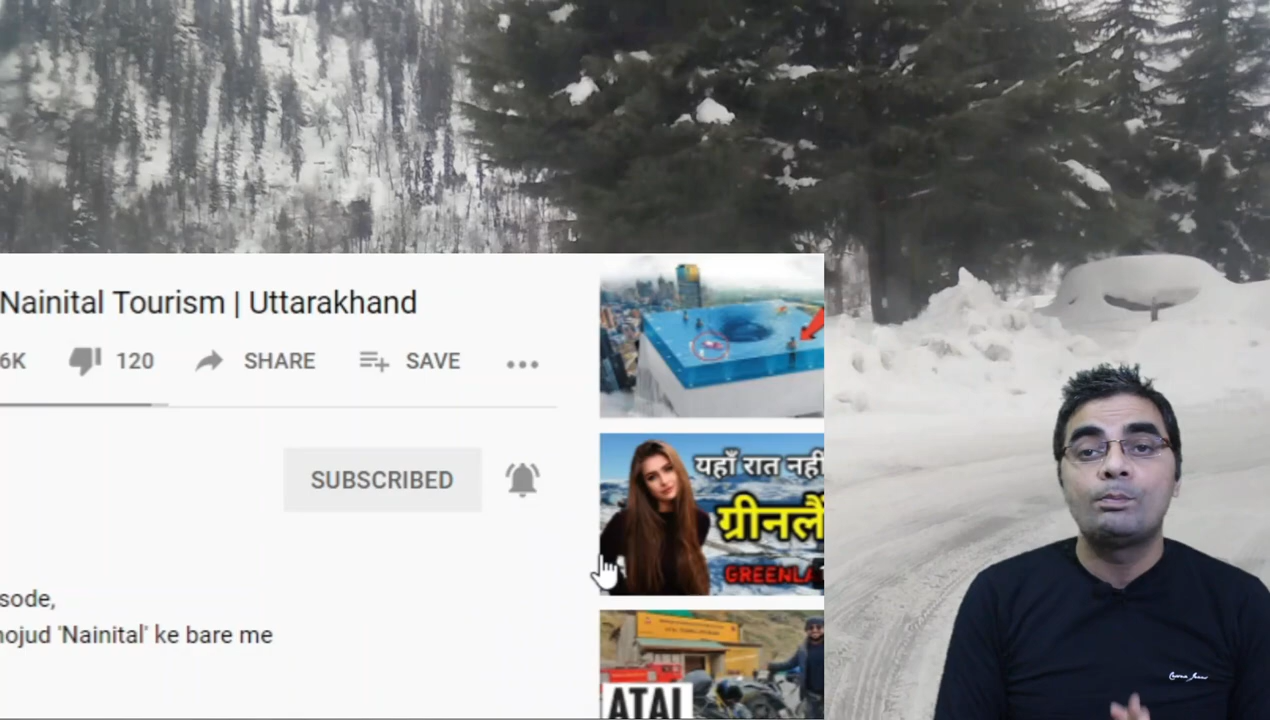 Nainital Tourism | Uttarakhand
6K 120 SHARE SAVE
SUBSCRIBED
sode,
nojud 'Nainital' ke bare me
यहाँ रात नहीं
ग्रीनलैं
GREENLA
ATAL